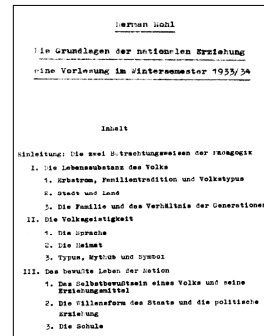 Herman Nohl
Die Grundlagen der nationalen Erziehung
eine Vorlesung im Wintersemester 1933/34
Inhalt
Einleitung: Die zwei Betrachtungsweisen der Pädagogik
I. Die Lebenssubstanz des Volks
1. Erbstrom, Familientradition und Volkstypus
2. Stadt und Land
3. Die Familie und das Verhältnis der Generationen
II. Die Volksgeistigkeit
1. Die Sprache
2. Die Heimat
3. Typus, Mythus und Symbol
III. Das bewußte Leben der Nation
1. Das Selbstbewußtsein eines Volks und seine
Erziehungsmittel
2. Die Willensform des Staats und die politische
Erziehung
3. Die Schule